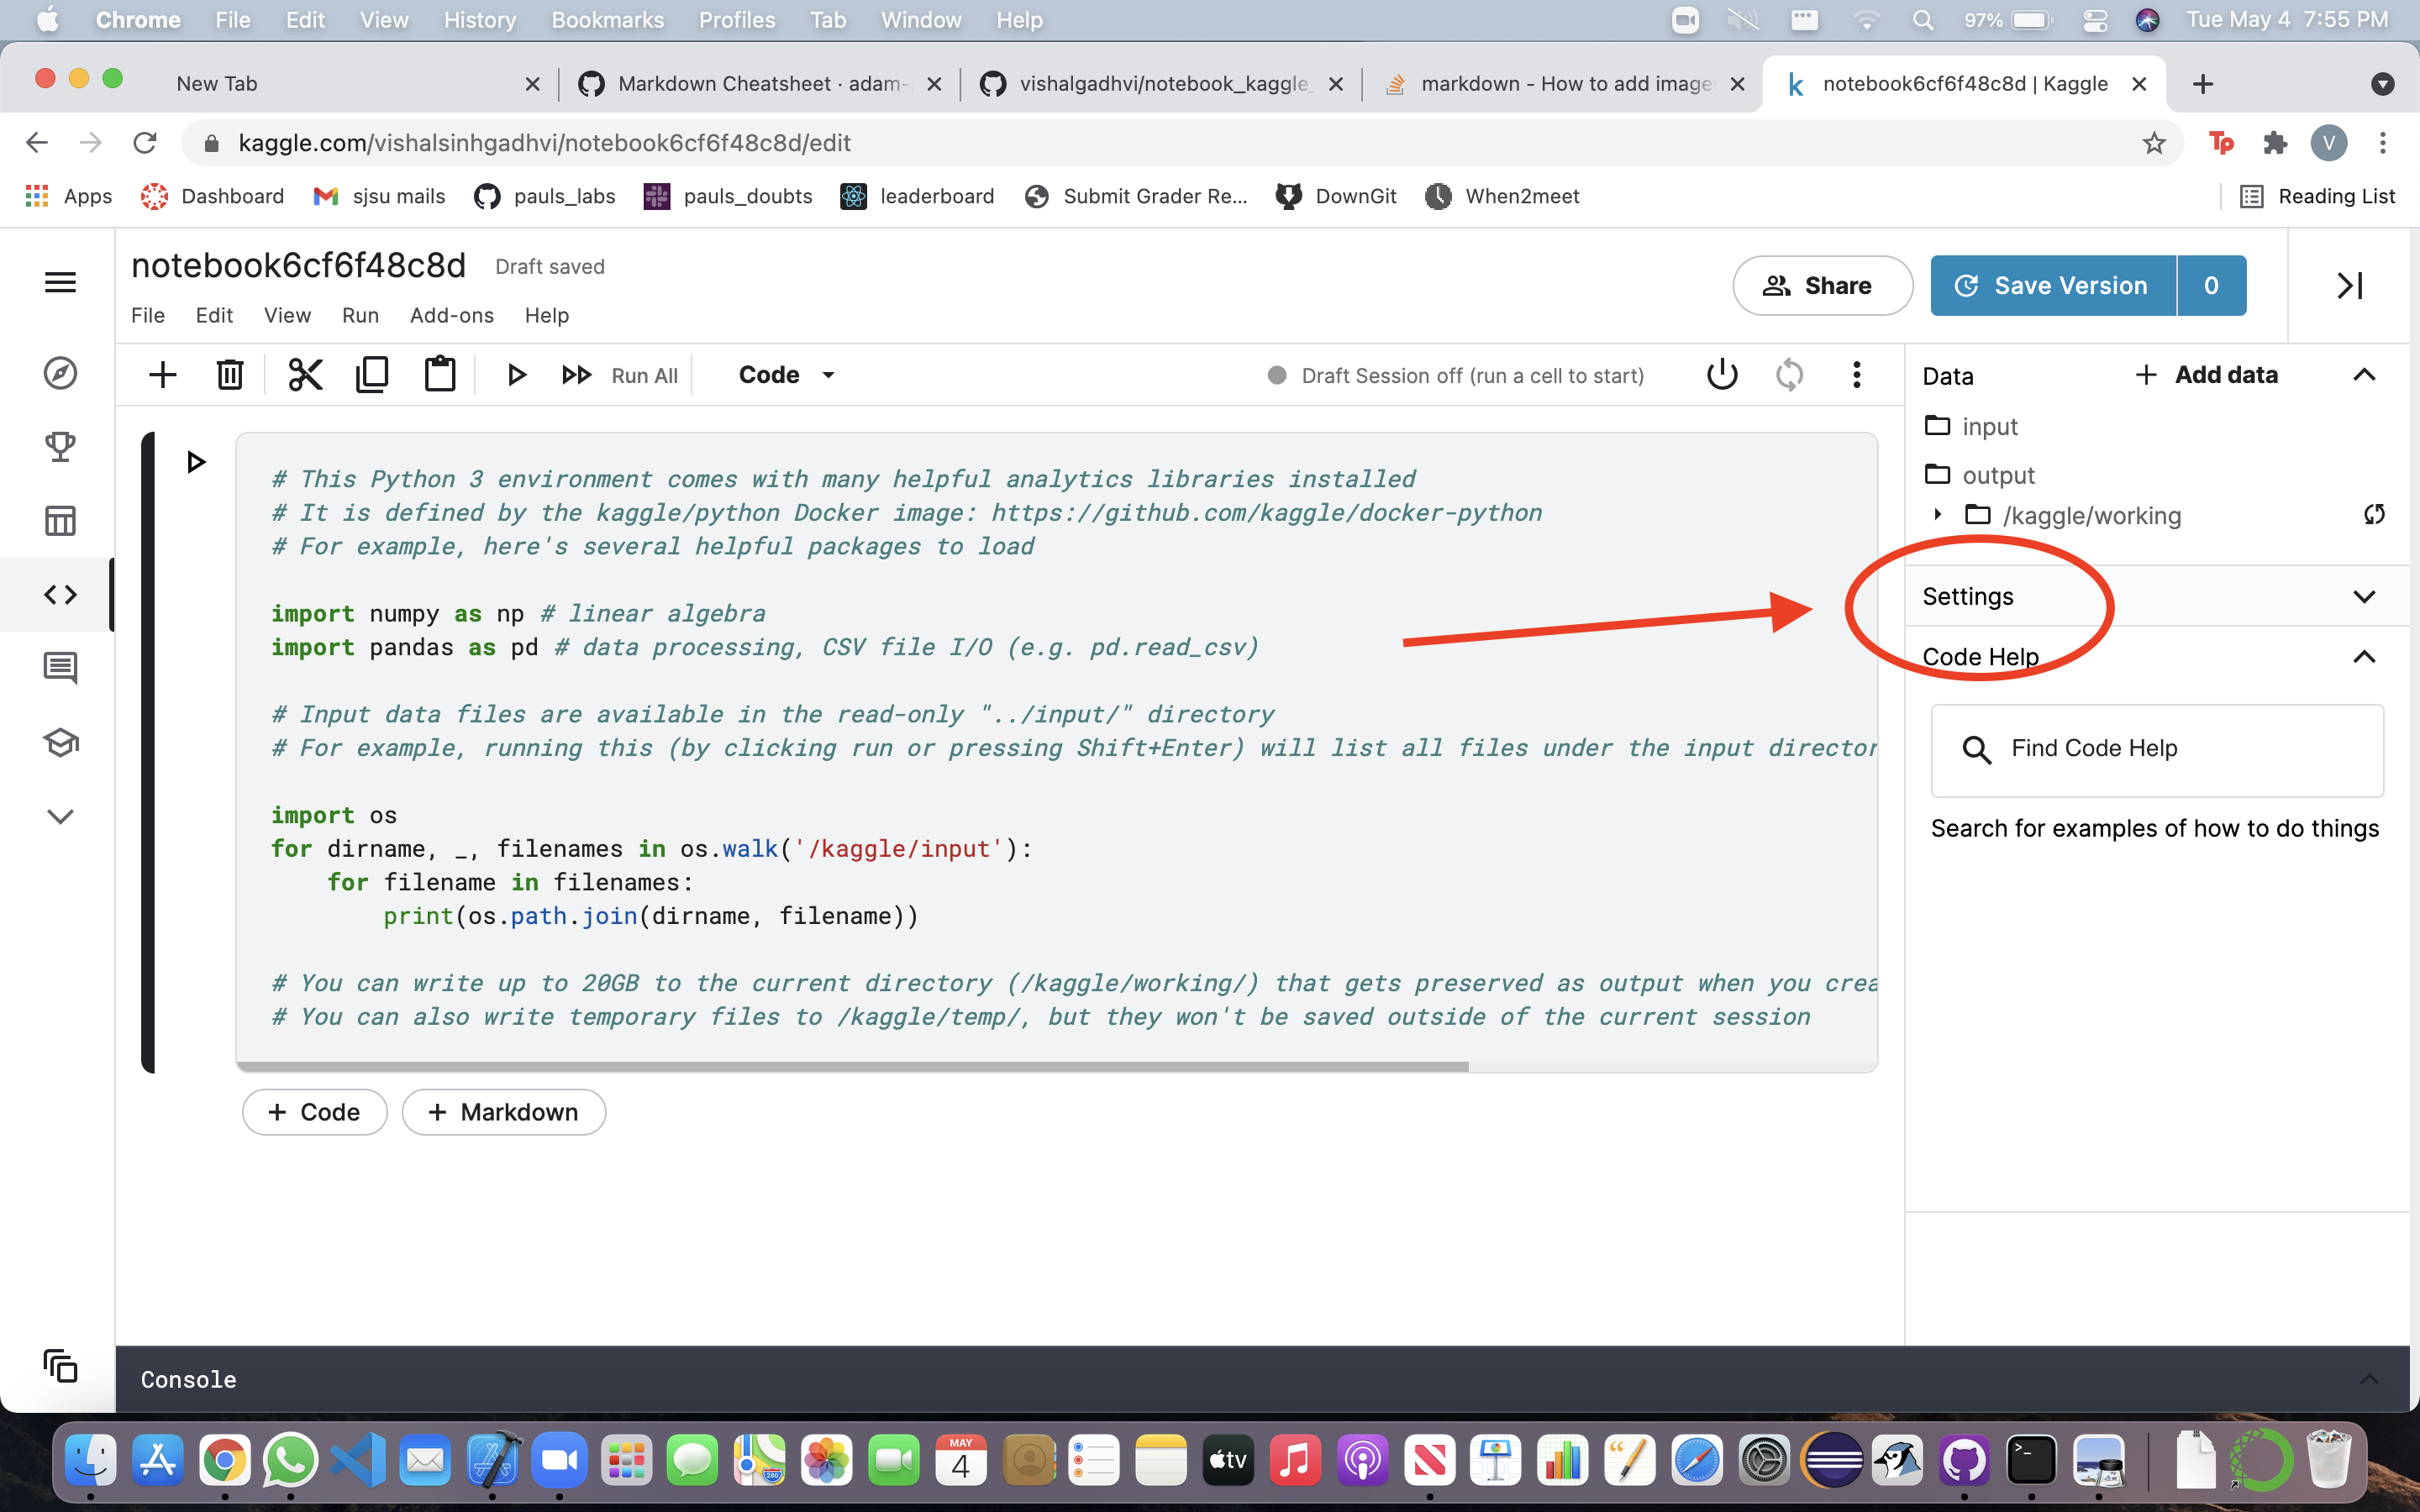 Chrome File Edit View History Bookmarks Profiles Tab Window Help 97% Tue May 4 7:55 PM
New Tab
Markdown Cheatsheet · adam-
vishalgadhvi/notebook_kaggle_
markdown - How to add image
notebook6cf6f48c8d | Kaggle
kaggle.com/vishalsinhgadhvi/notebook6cf6f48c8d/edit
Tp
V
Apps Dashboard sjsu mails pauls_labs pauls_doubts leaderboard Submit Grader Re... DownGit When2meet Reading List
notebook6cf6f48c8d Draft saved
File Edit View Run Add-ons Help
Share
Save Version 0
Run All
Code
Draft Session off (run a cell to start)
# This Python 3 environment comes with many helpful analytics libraries installed
# It is defined by the kaggle/python Docker image: https://github.com/kaggle/docker-python
# For example, here's several helpful packages to load
import numpy as np # linear algebra
import pandas as pd # data processing, CSV file I/O (e.g. pd.read_csv)
# Input data files are available in the read-only "../input/" directory
# For example, running this (by clicking run or pressing Shift+Enter) will list all files under the input director
import os
for dirname, _, filenames in os.walk('/kaggle/input'):
    for filename in filenames:
        print(os.path.join(dirname, filename))
# You can write up to 20GB to the current directory (/kaggle/working/) that gets preserved as output when you crea
# You can also write temporary files to /kaggle/temp/, but they won't be saved outside of the current session
+ Code
+ Markdown
Data
+ Add data
input
output
/kaggle/working
Settings
Code Help
Find Code Help
Search for examples of how to do things
Console
MAY
4
280
tv